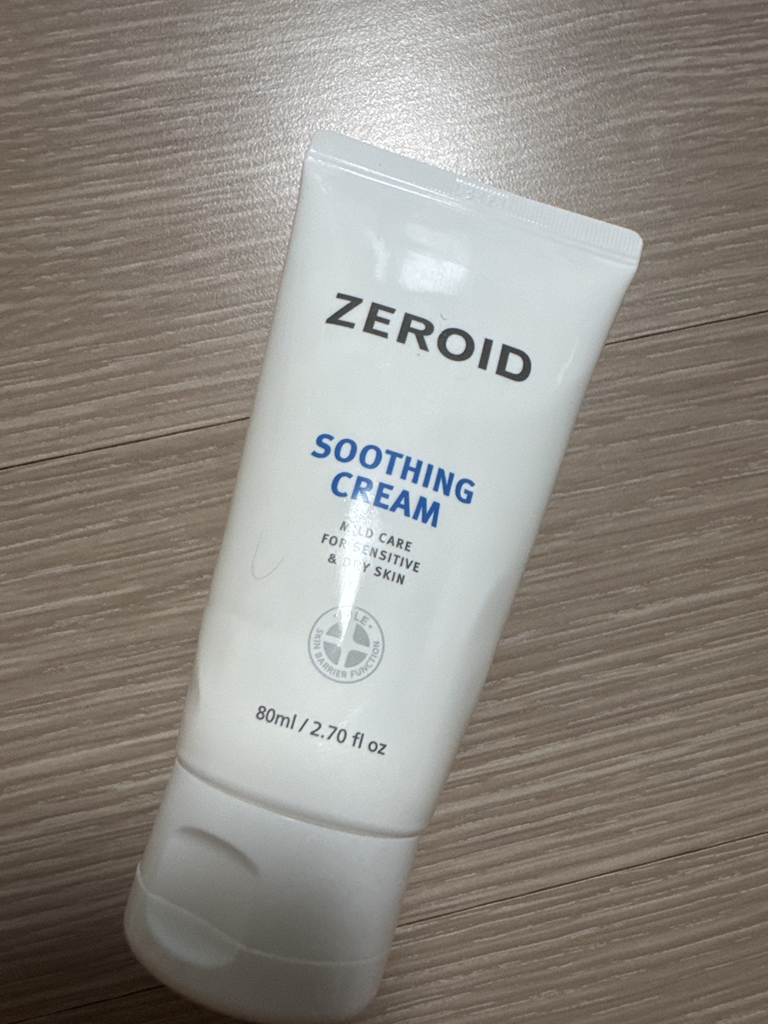 ZEROID
SOOTHING
CREAM
MILD CARE
FOR SENSITIVE
& DRY SKIN
SKIN BARRIER FUNCTION
80ml / 2.70 fl oz